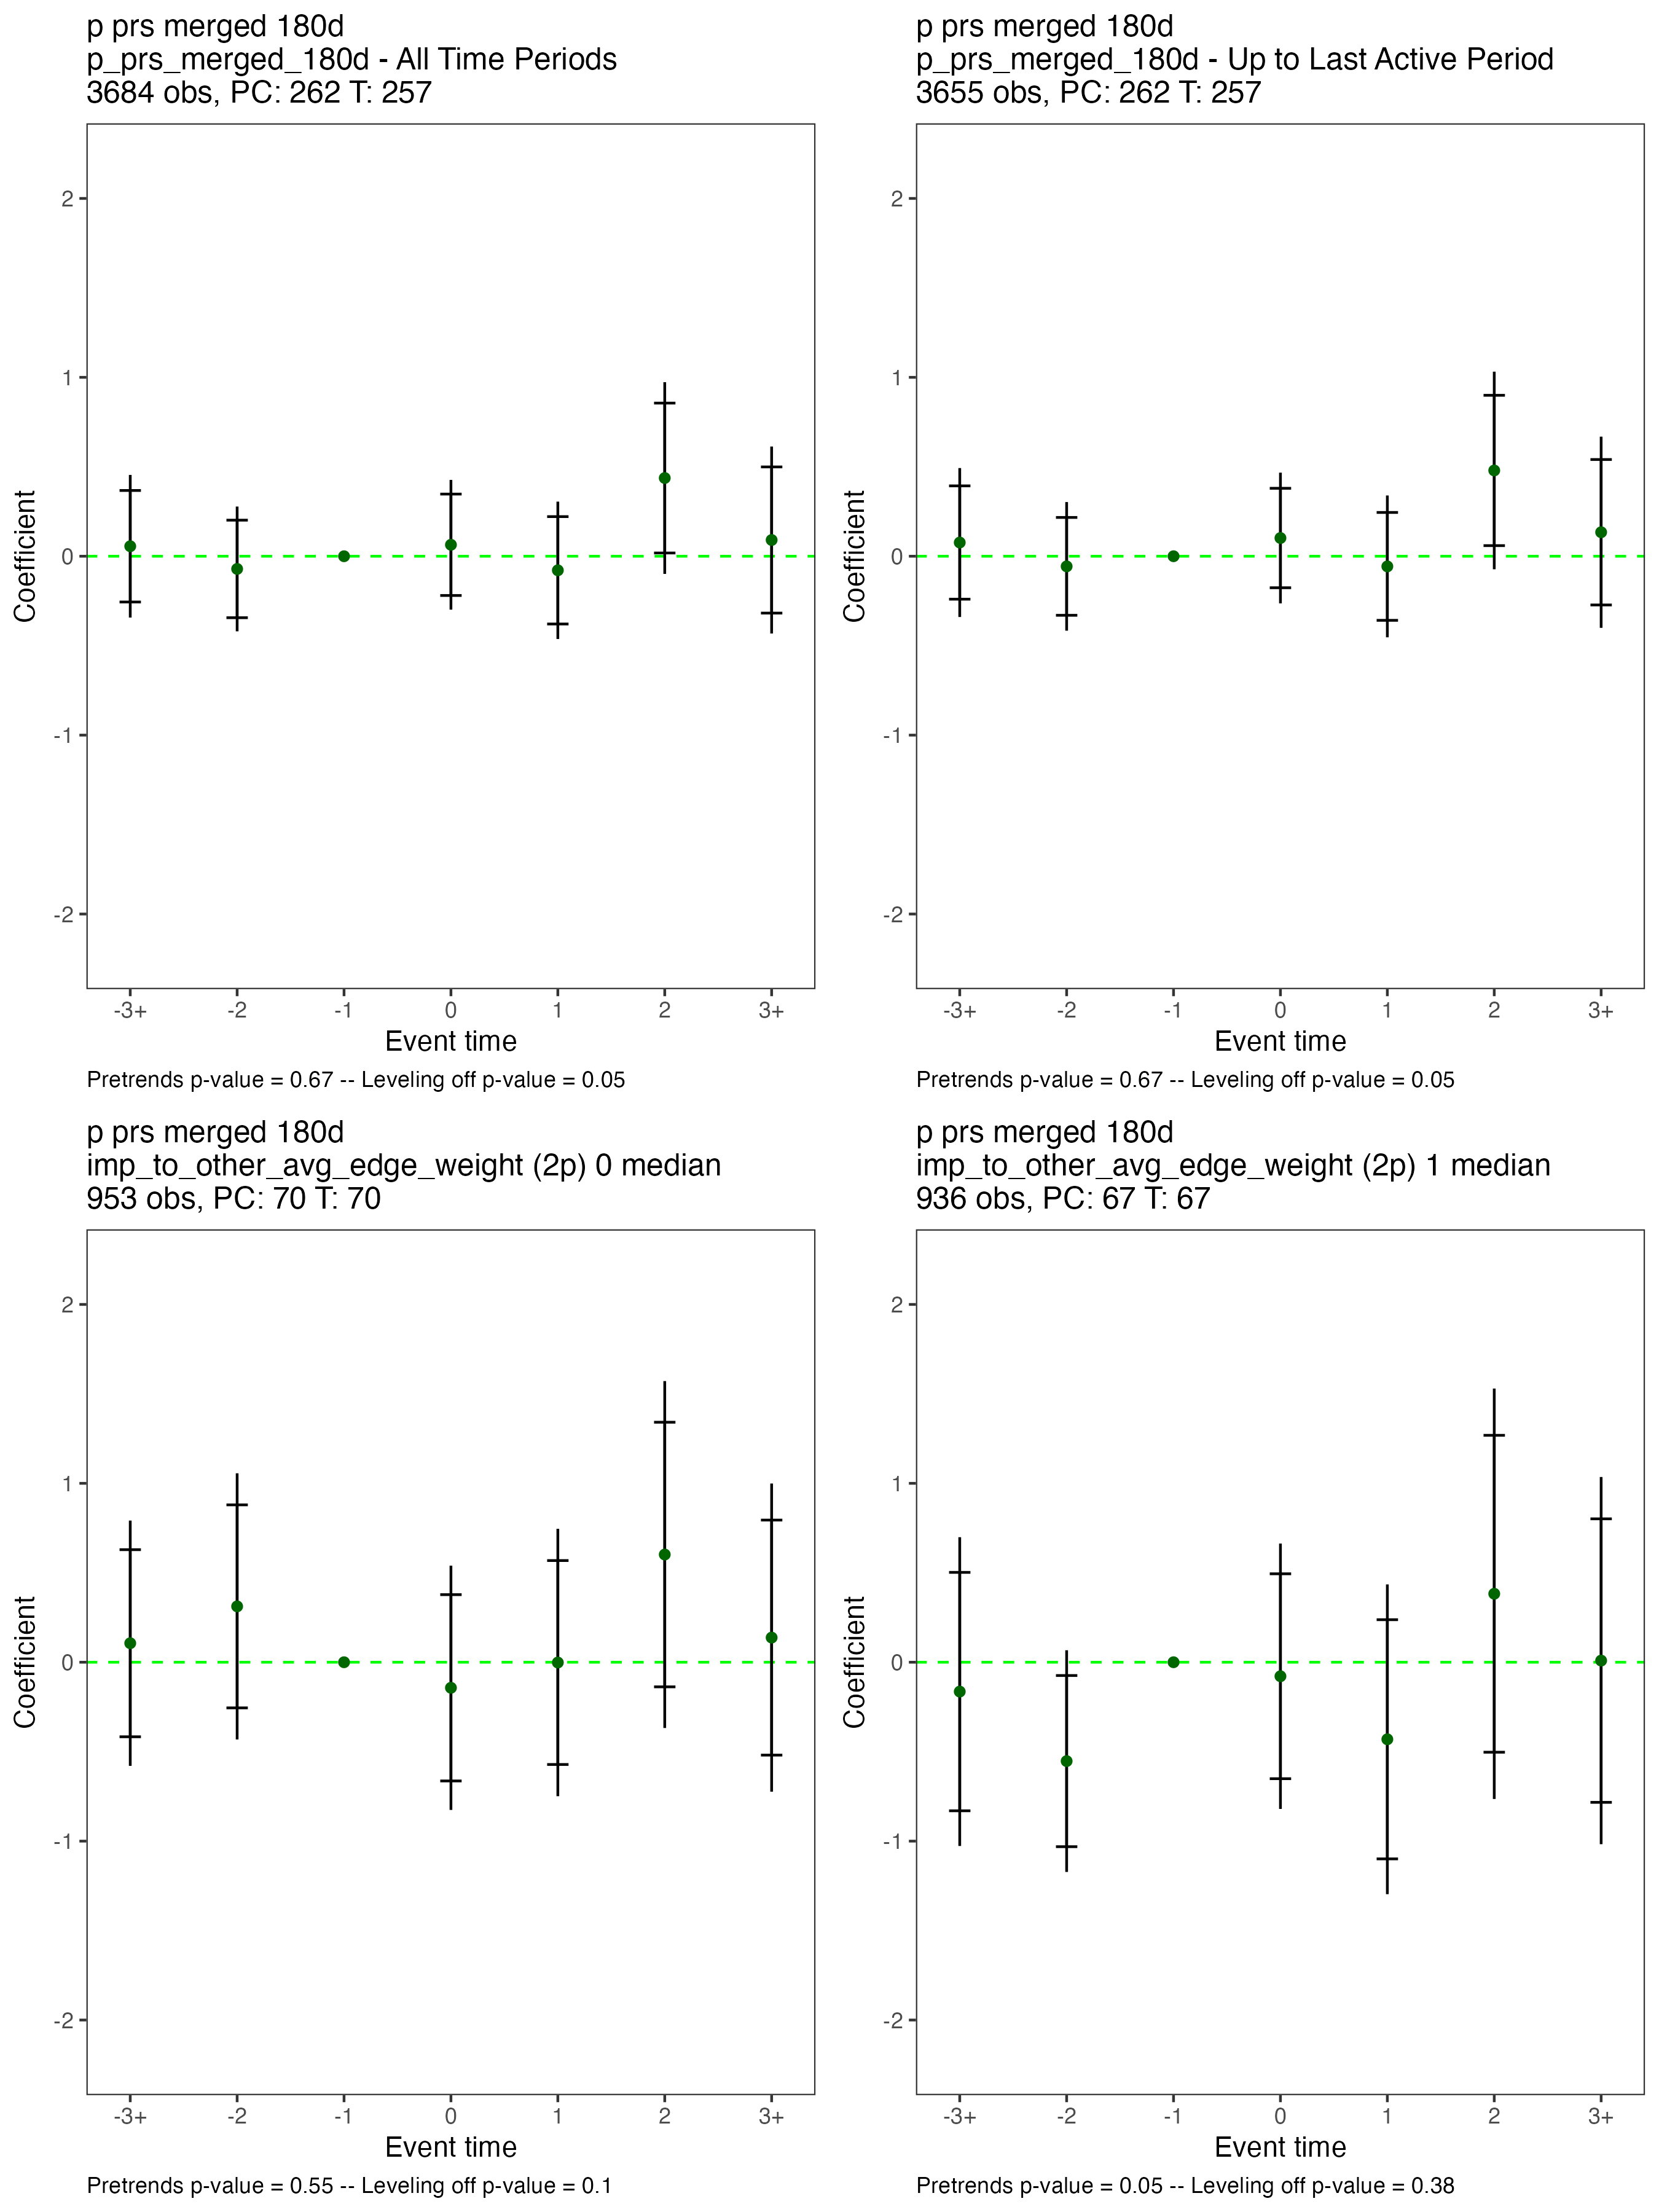 p prs merged 180d
p_prs_merged_180d - All Time Periods
3684 obs, PC: 262 T: 257
2
1
0
-1
-2
Coefficient
-3+ -2 -1 0 1 2 3+
Event time
Pretrends p-value = 0.67 -- Leveling off p-value = 0.05
p prs merged 180d
p_prs_merged_180d - Up to Last Active Period
3655 obs, PC: 262 T: 257
2
1
0
-1
-2
Coefficient
-3+ -2 -1 0 1 2 3+
Event time
Pretrends p-value = 0.67 -- Leveling off p-value = 0.05
p prs merged 180d
imp_to_other_avg_edge_weight (2p) 0 median
953 obs, PC: 70 T: 70
2
1
0
-1
-2
Coefficient
-3+ -2 -1 0 1 2 3+
Event time
Pretrends p-value = 0.55 -- Leveling off p-value = 0.1
p prs merged 180d
imp_to_other_avg_edge_weight (2p) 1 median
936 obs, PC: 67 T: 67
2
1
0
-1
-2
Coefficient
-3+ -2 -1 0 1 2 3+
Event time
Pretrends p-value = 0.05 -- Leveling off p-value = 0.38